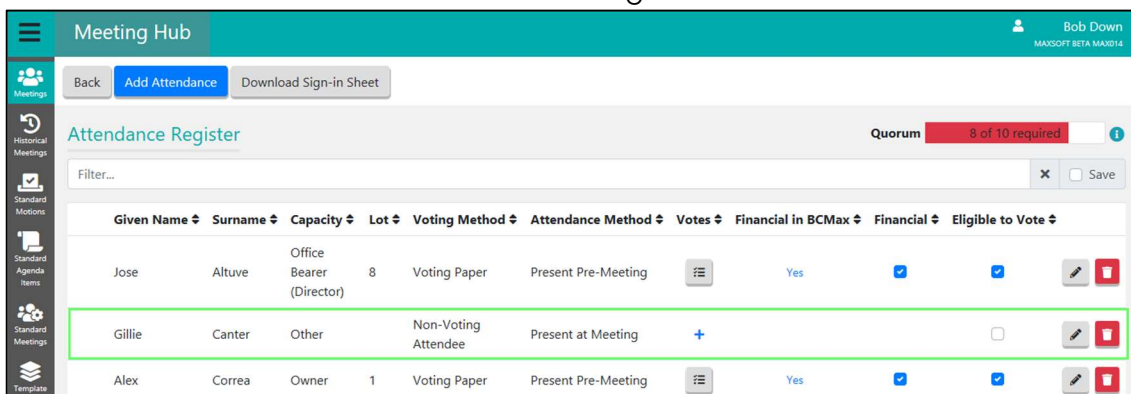 Meeting Hub
Bob Down
MAXSOFT BETA MAX014
Meetings
Back Add Attendance Download Sign-in Sheet
Historical
Meetings
Attendance Register
Quorum 8 of 10 required
Filter...
Save
Standard
Motions
Given Name Surname Capacity Lot Voting Method Attendance Method Votes Financial in BCMax Financial Eligible to Vote
Standard
Agenda
Items
Jose Altuve Office
Bearer
(Director) 8 Voting Paper Present Pre-Meeting Yes
Standard
Meetings
Gillie Canter Other Non-Voting
Attendee Present at Meeting
Template
Alex Correa Owner 1 Voting Paper Present Pre-Meeting Yes